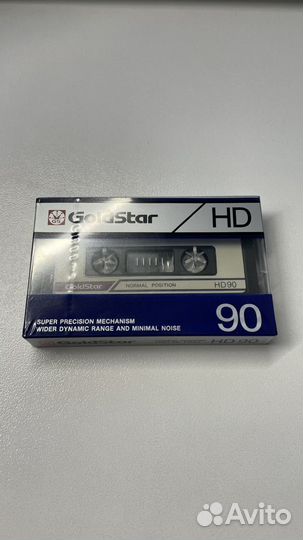 GoldStar / HD
GoldStar NORMAL POSITION HD90
SUPER PRECISION MECHANISM
WIDER DYNAMIC RANGE AND MINIMAL NOISE
90
GoldStar HD 90
Avito